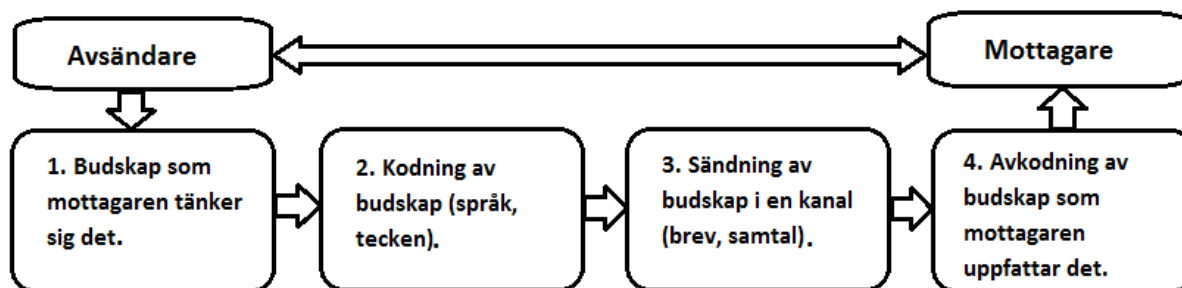 Avsändare
Mottagare
1. Budskap som
mottagaren tänker
sig det.
2. Kodning av
budskap (språk,
tecken).
3. Sändning av
budskap i en kanal
(brev, samtal).
4. Avkodning av
budskap som
mottagaren
uppfattar det.